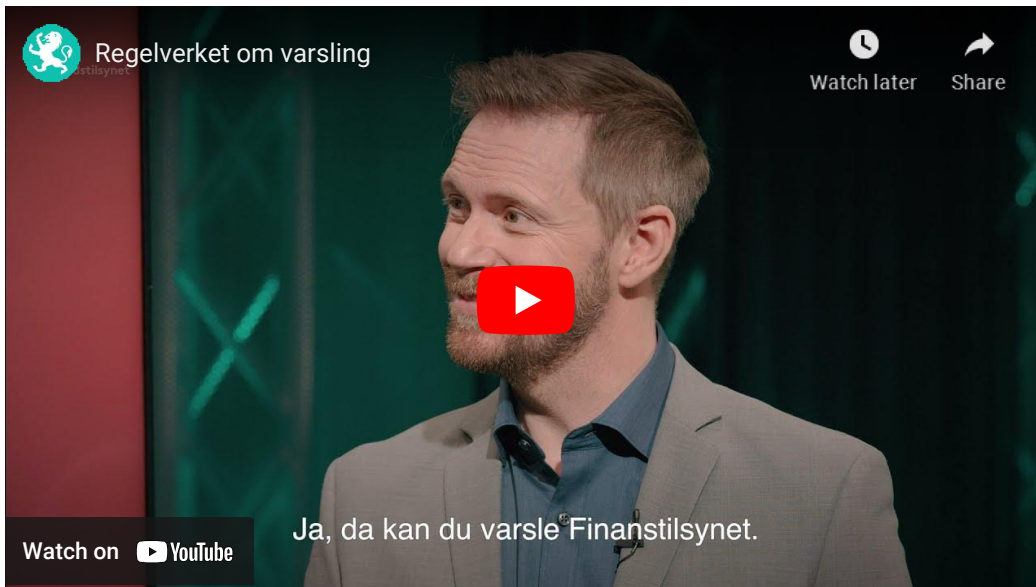 Regelverket om varsling
Watch later
Share
Ja, da kan du varsle Finanstilsynet.
Watch on YouTube